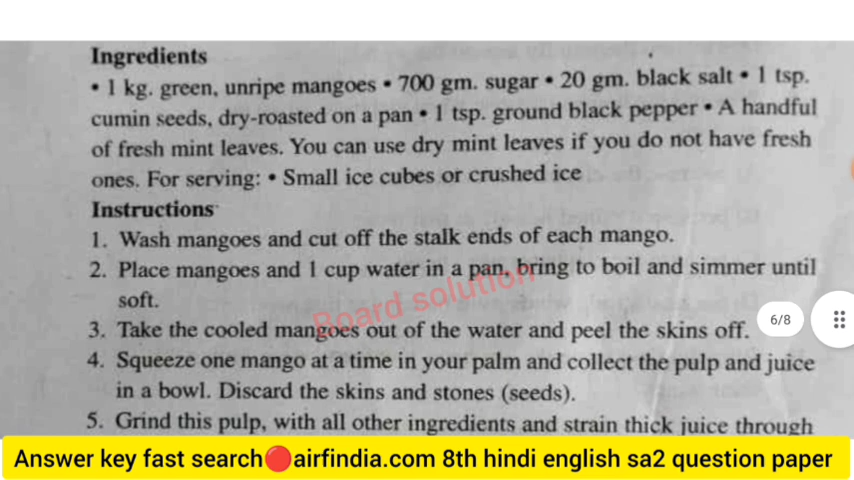 Ingredients
• 1 kg. green, unripe mangoes • 700 gm. sugar • 20 gm. black salt • 1 tsp.
cumin seeds, dry-roasted on a pan • 1 tsp. ground black pepper • A handful
of fresh mint leaves. You can use dry mint leaves if you do not have fresh
ones. For serving: • Small ice cubes or crushed ice
Instructions
1. Wash mangoes and cut off the stalk ends of each mango.
2. Place mangoes and 1 cup water in a pan, bring to boil and simmer until
soft.
Board solution
3. Take the cooled mangoes out of the water and peel the skins off.
6/8
4. Squeeze one mango at a time in your palm and collect the pulp and juice
in a bowl. Discard the skins and stones (seeds).
5. Grind this pulp, with all other ingredients and strain thick juice through
Answer key fast search🔴airfindia.com 8th hindi english sa2 question paper